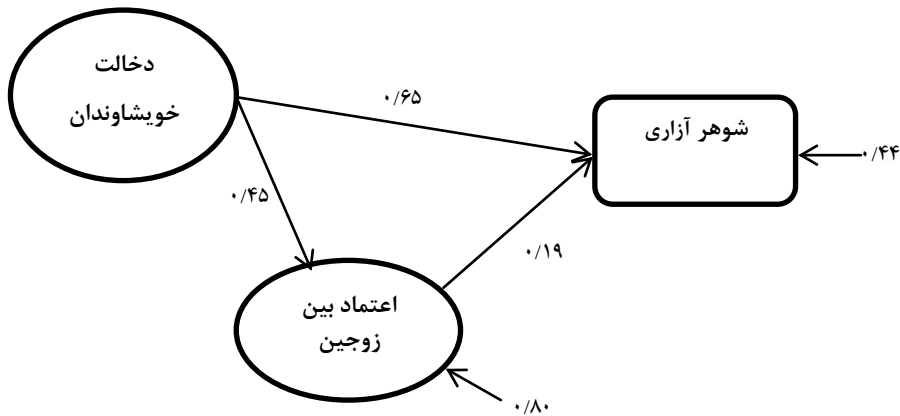 دخالت
خویشاوندان
۰/۶۵
شوهر آزاری
۰/۴۴
۰/۴۵
۰/۱۹
اعتماد بین
زوجین
۰/۸۰